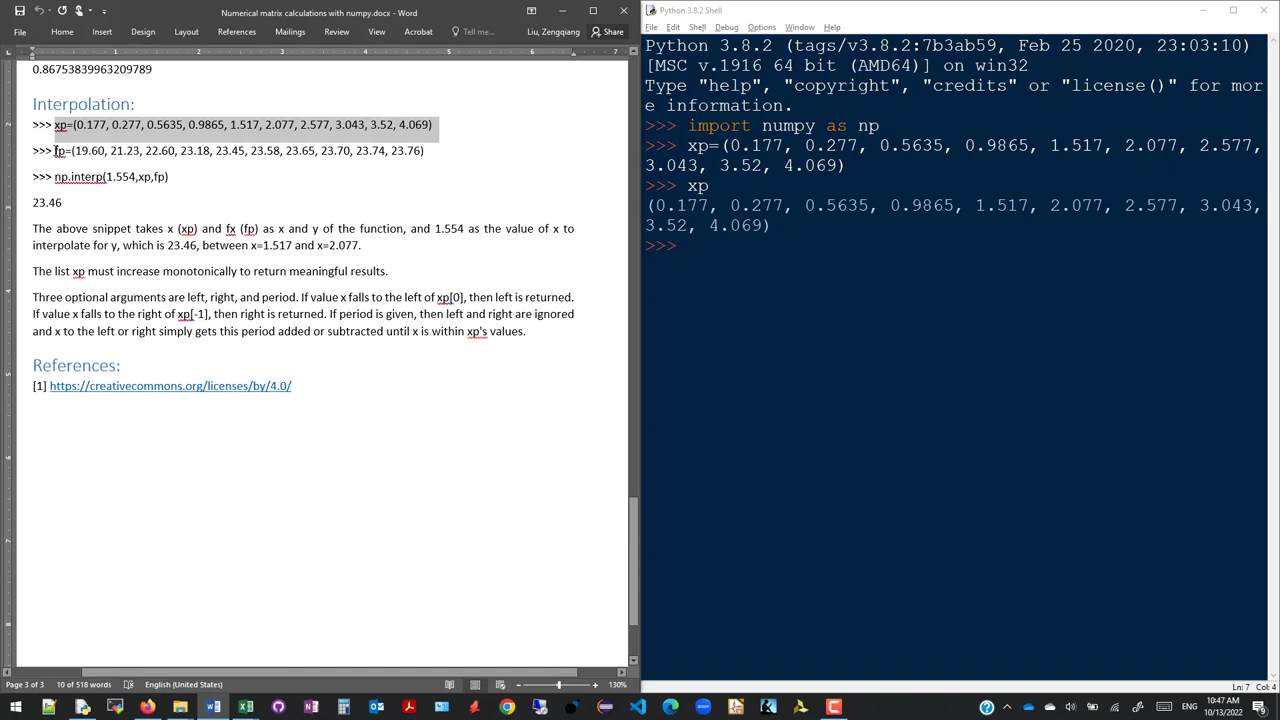 Numerical matrix calculations with numpy.docx - Word
File Home Insert Design Layout References Mailings Review View Acrobat Tell me... Liu, Zengqiang Share
1 2 3 4 5 6 7
0.86753839963209789
Interpolation:
>>> xp=(0.177, 0.277, 0.5635, 0.9865, 1.517, 2.077, 2.577, 3.043, 3.52, 4.069)
>>> fp=(19.60, 21.23, 22.60, 23.18, 23.45, 23.58, 23.65, 23.70, 23.74, 23.76)
>>> np.interp(1.554,xp,fp)
23.46
The above snippet takes x (xp) and fx (fp) as x and y of the function, and 1.554 as the value of x to
interpolate for y, which is 23.46, between x=1.517 and x=2.077.
The list xp must increase monotonically to return meaningful results.
Three optional arguments are left, right, and period. If value x falls to the left of xp[0], then left is returned.
If value x falls to the right of xp[-1], then right is returned. If period is given, then left and right are ignored
and x to the left or right simply gets this period added or subtracted until x is within xp's values.
References:
[1] https://creativecommons.org/licenses/by/4.0/
Page 3 of 3 10 of 518 words English (United States) 130%
Python 3.8.2 Shell
File Edit Shell Debug Options Window Help
Python 3.8.2 (tags/v3.8.2:7b3ab59, Feb 25 2020, 23:03:10)
[MSC v.1916 64 bit (AMD64)] on win32
Type "help", "copyright", "credits" or "license()" for mor
e information.
>>> import numpy as np
>>> xp=(0.177, 0.277, 0.5635, 0.9865, 1.517, 2.077, 2.577,
3.043, 3.52, 4.069)
>>> xp
(0.177, 0.277, 0.5635, 0.9865, 1.517, 2.077, 2.577, 3.043,
3.52, 4.069)
>>>
Ln: 7 Col: 4
ENG
10:47 AM
10/13/2022